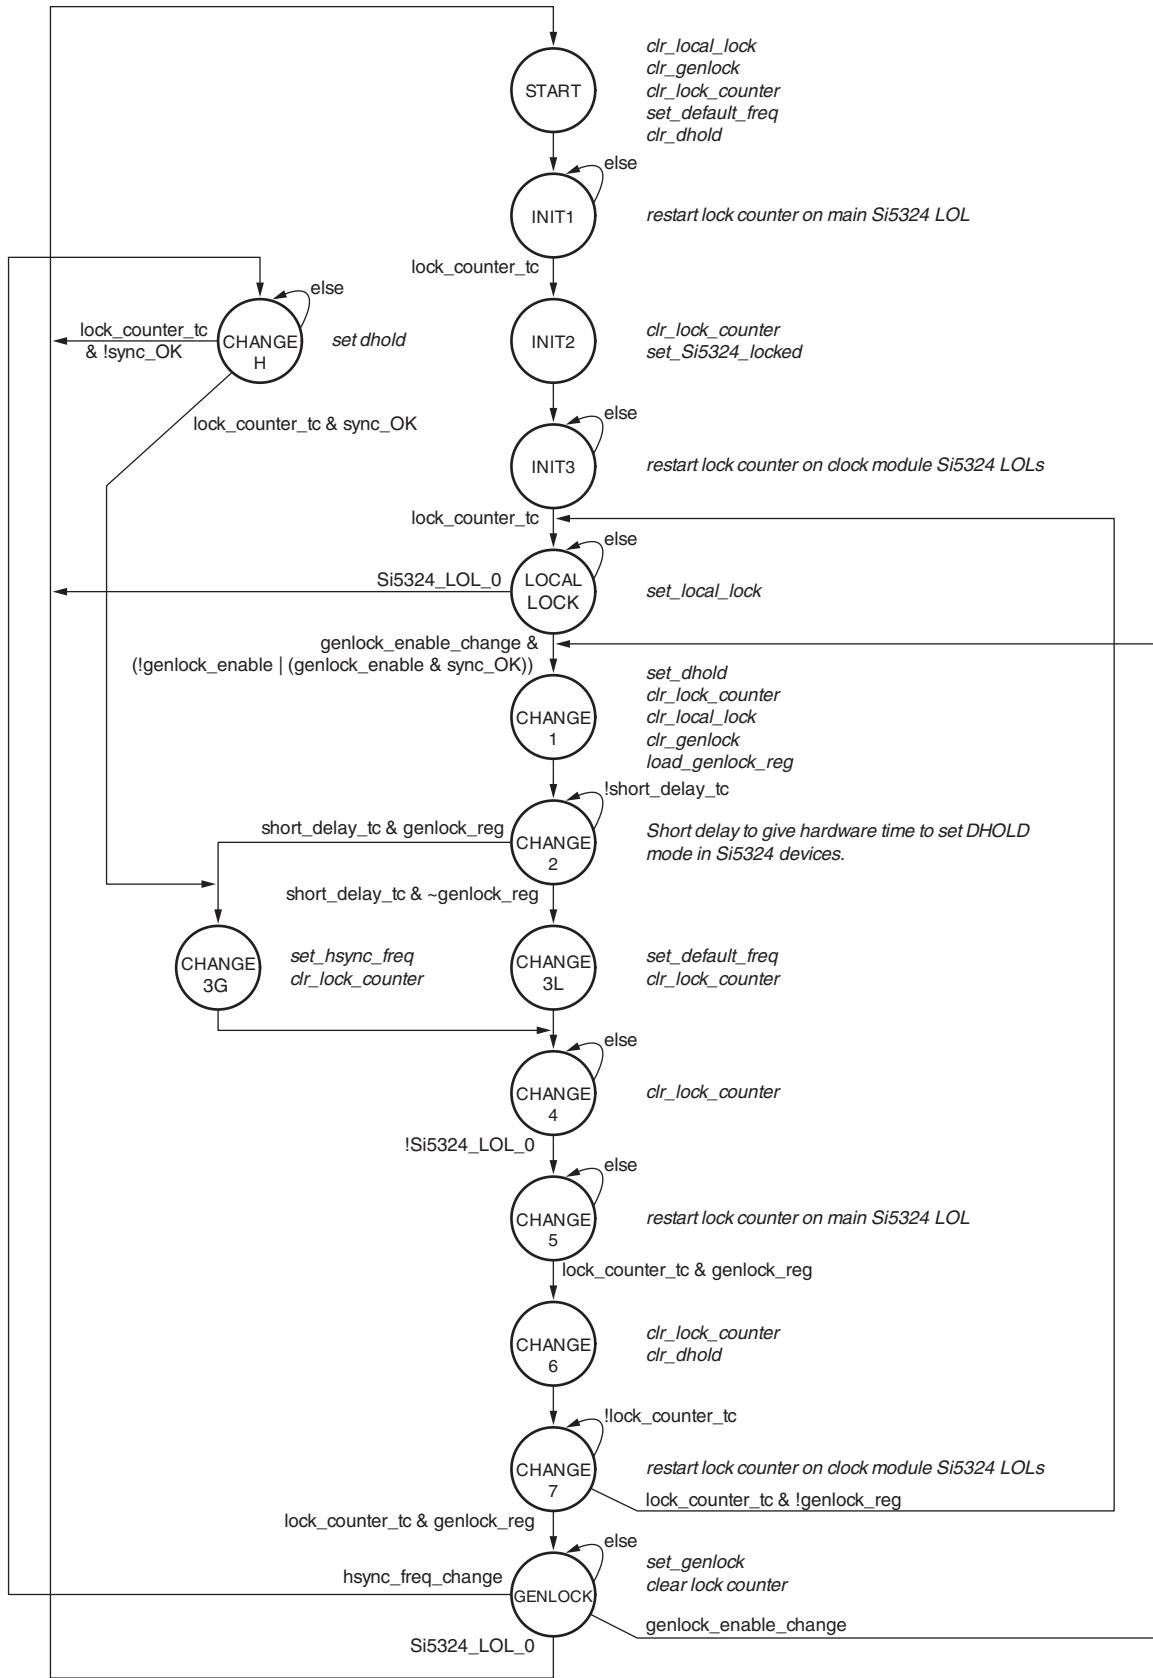 clr_local_lock
clr_genlock
clr_lock_counter
set_default_freq
clr_dhold
START
else
INIT1
restart lock counter on main Si5324 LOL
lock_counter_tc
else
lock_counter_tc
& !sync_OK
CHANGE
H
set dhold
INIT2
clr_lock_counter
set_Si5324_locked
lock_counter_tc & sync_OK
else
INIT3
restart lock counter on clock module Si5324 LOLs
lock_counter_tc
else
Si5324_LOL_0
LOCAL
LOCK
set_local_lock
genlock_enable_change &
(!genlock_enable | (genlock_enable & sync_OK))
set_dhold
clr_lock_counter
clr_local_lock
clr_genlock
load_genlock_reg
CHANGE
1
!short_delay_tc
short_delay_tc & genlock_reg
CHANGE
2
Short delay to give hardware time to set DHOLD
mode in Si5324 devices.
short_delay_tc & ~genlock_reg
CHANGE
3G
set_hsync_freq
clr_lock_counter
CHANGE
3L
set_default_freq
clr_lock_counter
else
CHANGE
4
clr_lock_counter
!Si5324_LOL_0
else
CHANGE
5
restart lock counter on main Si5324 LOL
lock_counter_tc & genlock_reg
CHANGE
6
clr_lock_counter
clr_dhold
!lock_counter_tc
CHANGE
7
restart lock counter on clock module Si5324 LOLs
lock_counter_tc & !genlock_reg
lock_counter_tc & genlock_reg
else
hsync_freq_change
GENLOCK
set_genlock
clear lock counter
genlock_enable_change
Si5324_LOL_0